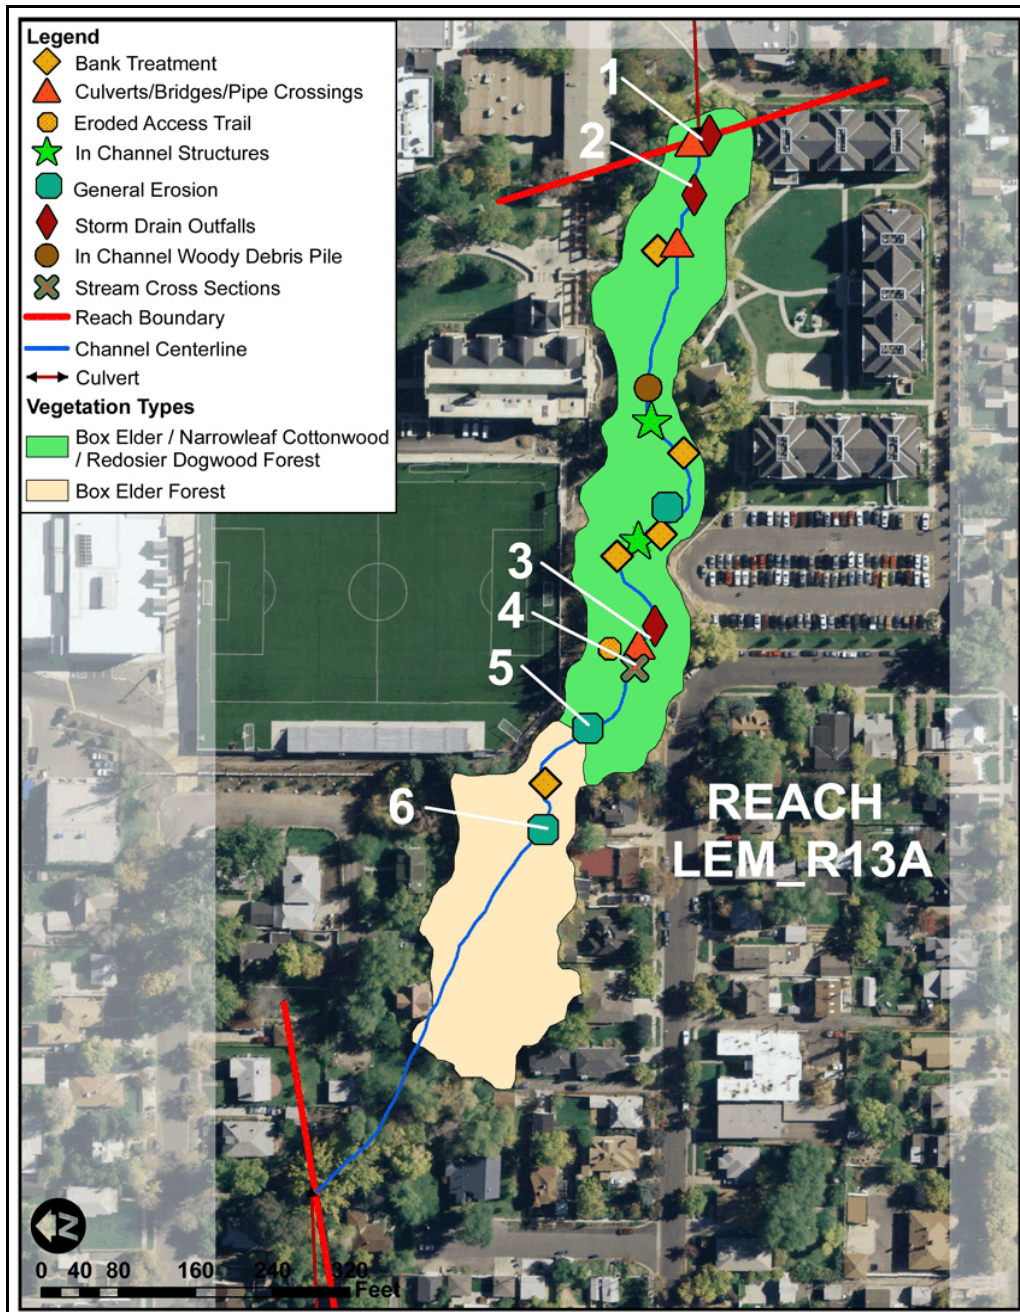 Legend
Bank Treatment
Culverts/Bridges/Pipe Crossings
Eroded Access Trail
In Channel Structures
General Erosion
Storm Drain Outfalls
In Channel Woody Debris Pile
Stream Cross Sections
Reach Boundary
Channel Centerline
Culvert
Vegetation Types
Box Elder / Narrowleaf Cottonwood
/ Redosier Dogwood Forest
Box Elder Forest
1
2
3
4
5
6
REACH
LEM_R13A
N
0 40 80 160 240 320
Feet